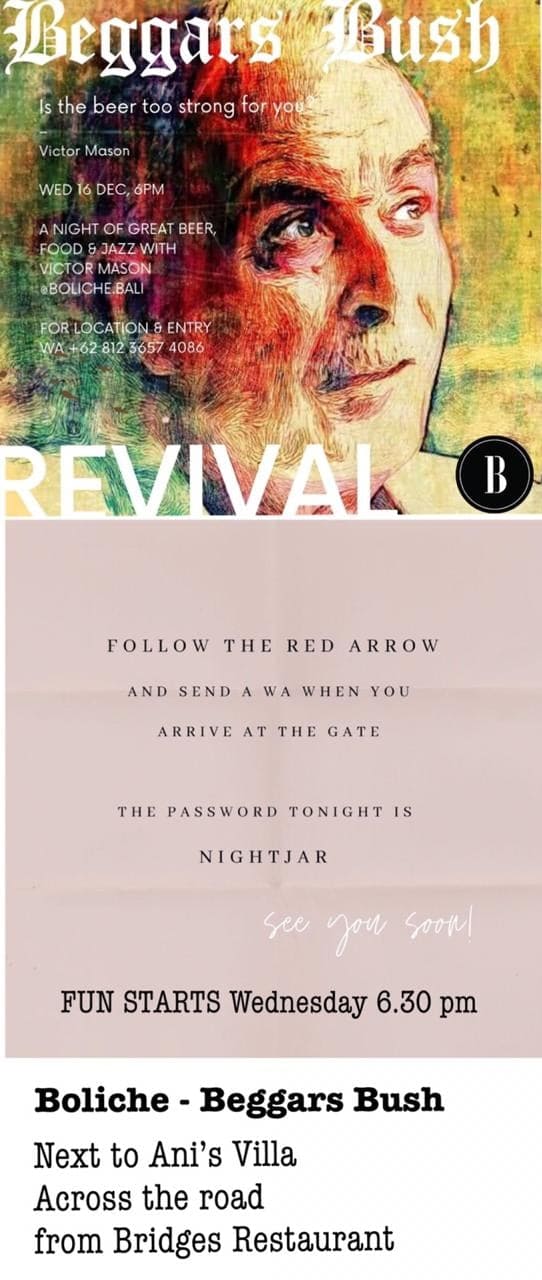 Beggars Bush
Is the beer too strong for you?
Victor Mason
WED 16 DEC, 6PM
A NIGHT OF GREAT BEER,
FOOD & JAZZ WITH
VICTOR MASON
@BOLICHE.BALI
FOR LOCATION & ENTRY
WA +62 812 3657 4086
REVIVAL
B
FOLLOW THE RED ARROW
AND SEND A WA WHEN YOU
ARRIVE AT THE GATE
THE PASSWORD TONIGHT IS
NIGHTJAR
see you soon!
FUN STARTS Wednesday 6.30 pm
Boliche - Beggars Bush
Next to Ani's Villa
Across the road
from Bridges Restaurant